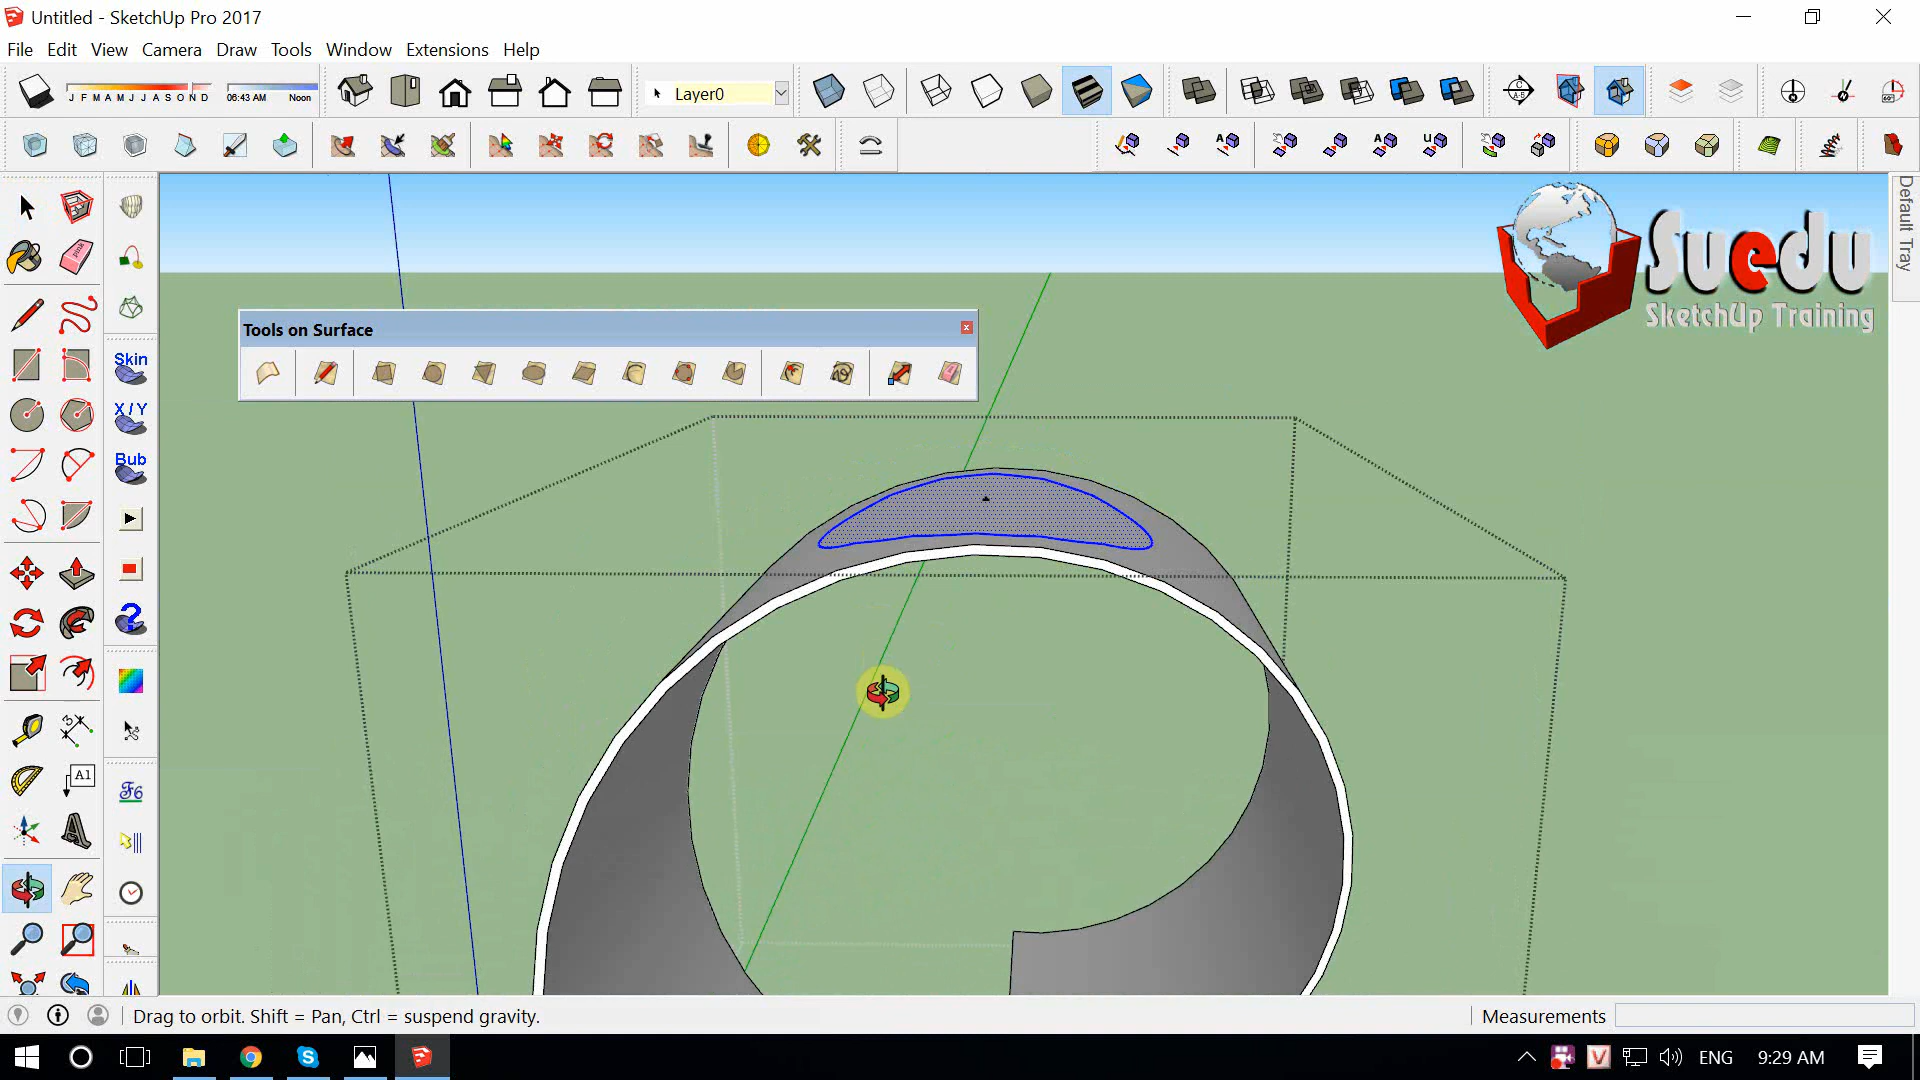 Untitled - SketchUp Pro 2017
File Edit View Camera Draw Tools Window Extensions Help
J F M A M J J A S O N D
06:43 AM Noon
Layer0
Default Tray
Suedu
SketchUp Training
Tools on Surface
Skin
X / Y
Bub
A1
Drag to orbit. Shift = Pan, Ctrl = suspend gravity.
Measurements
ENG
9:29 AM